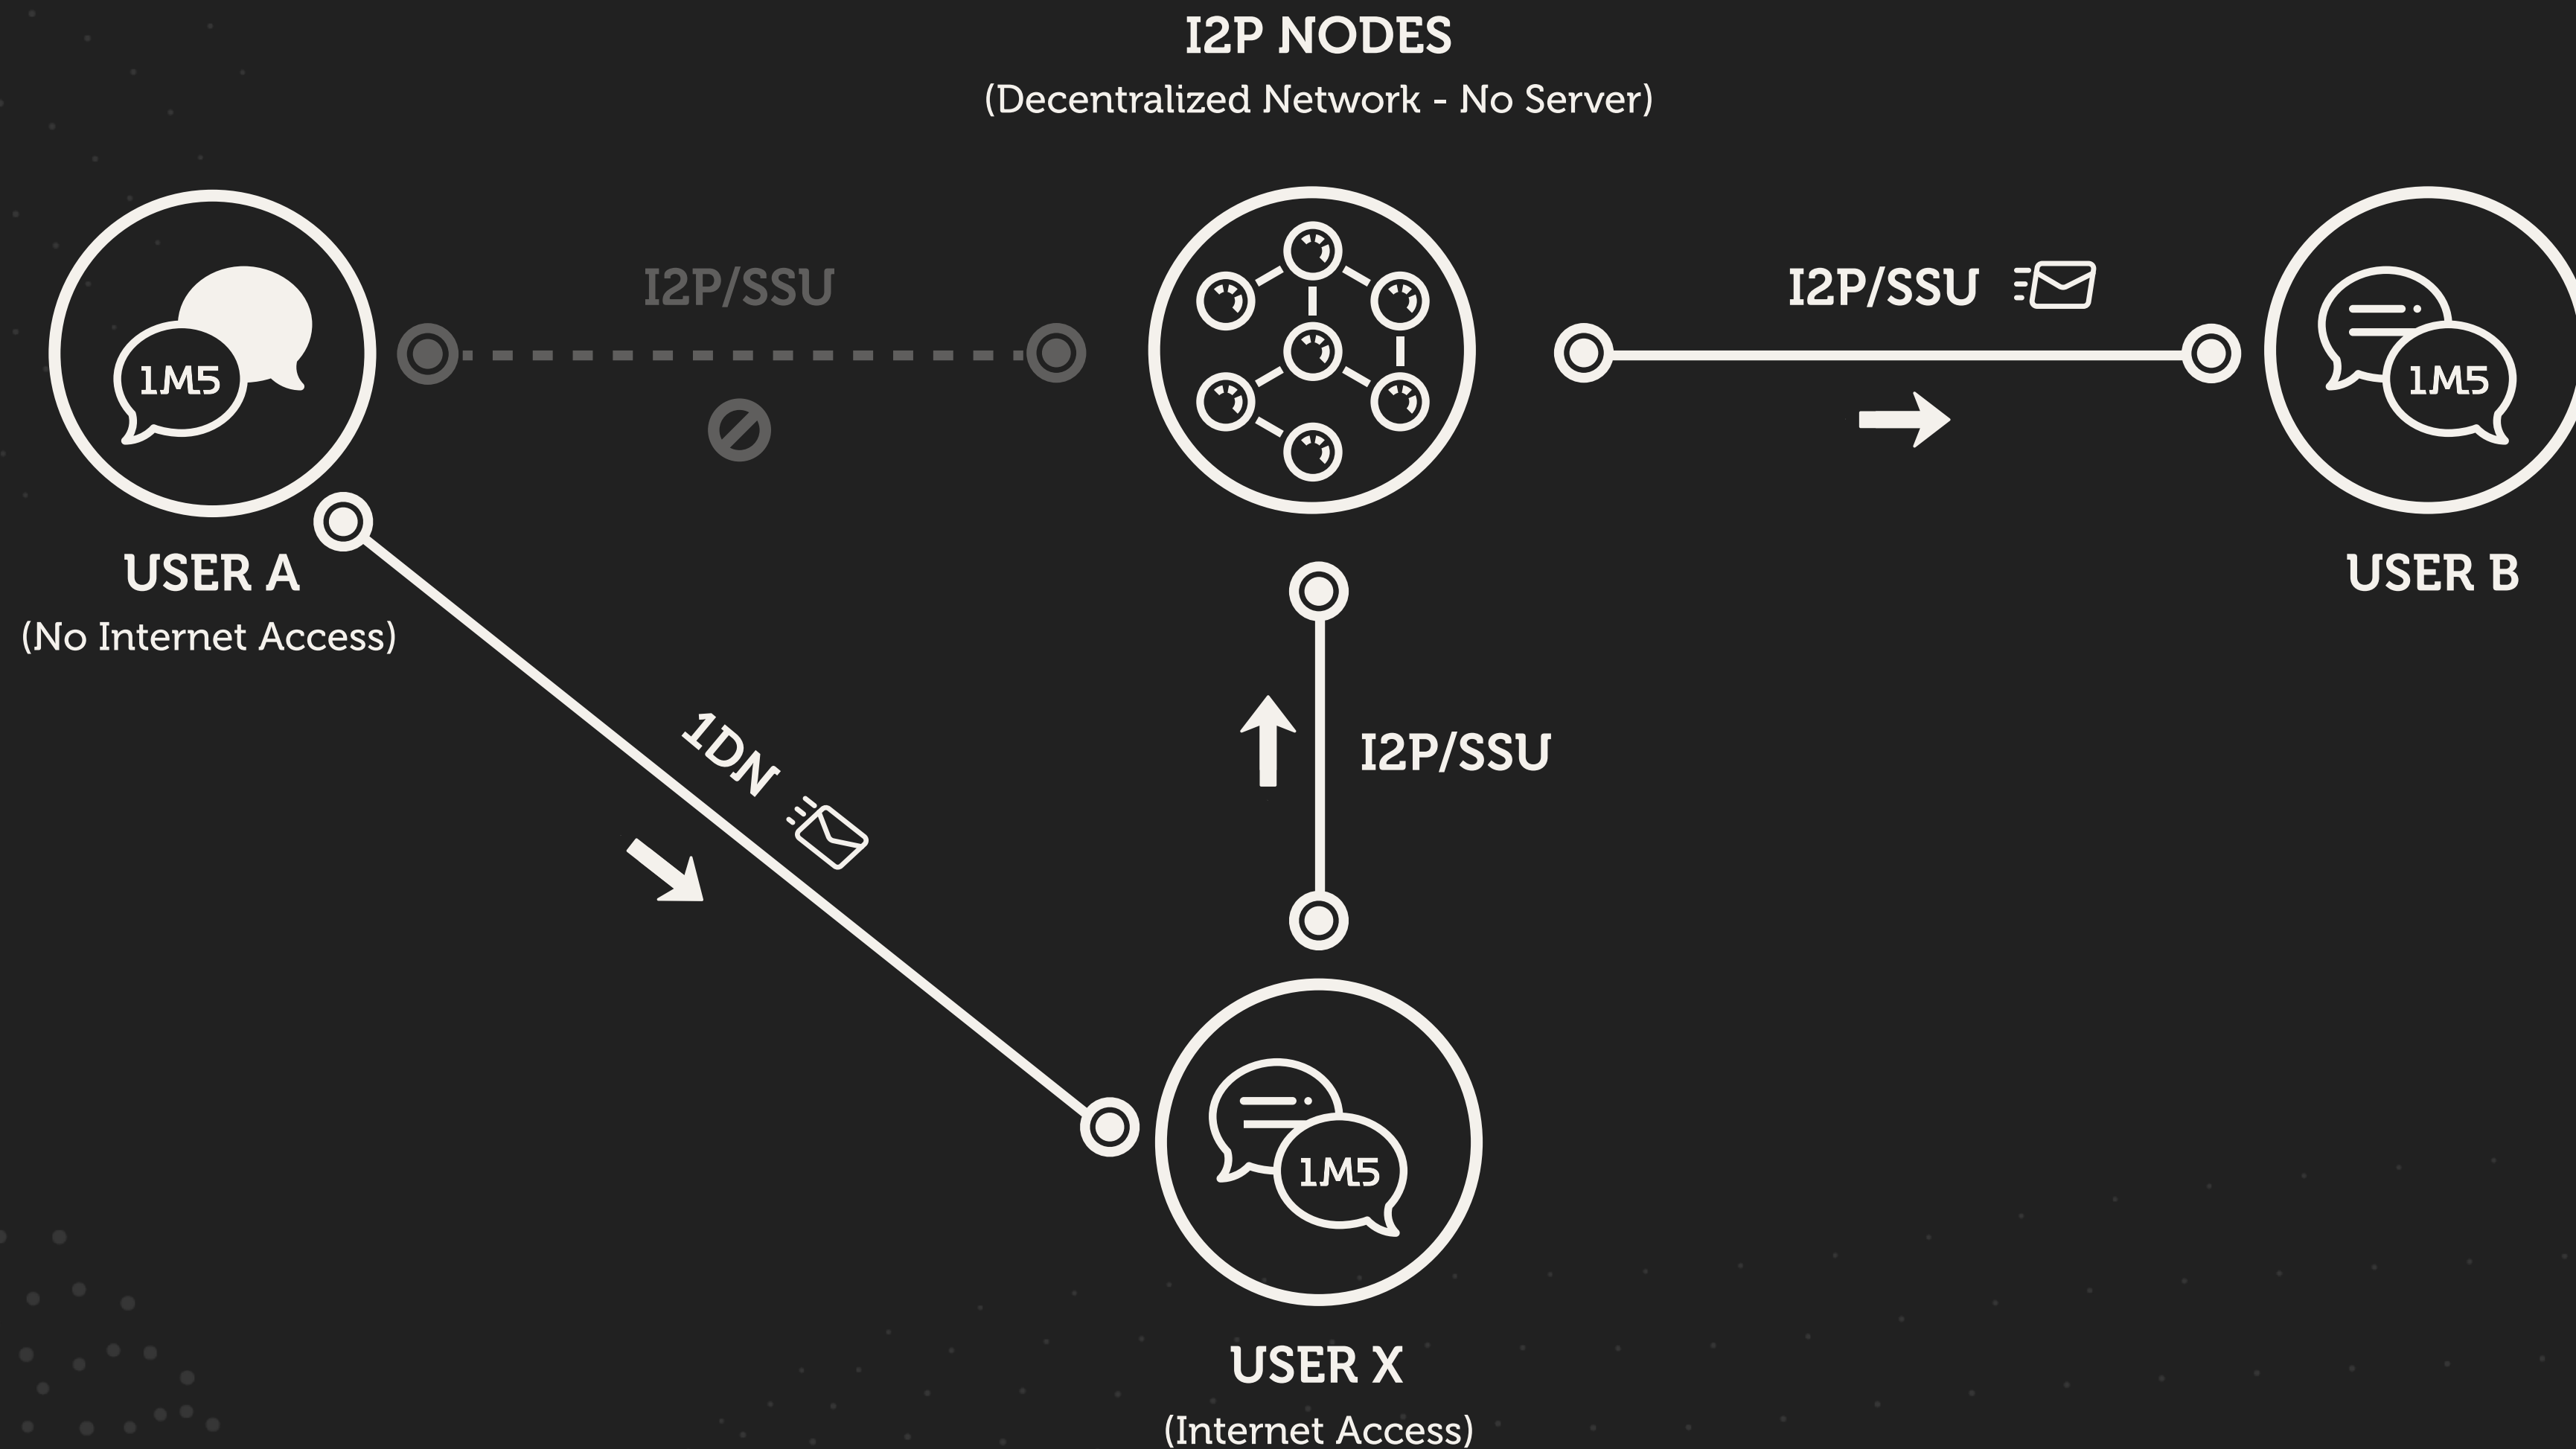 I2P NODES
(Decentralized Network - No Server)
I2P/SSU
I2P/SSU
1M5
1M5
USER A
(No Internet Access)
USER B
1DN
I2P/SSU
1M5
USER X
(Internet Access)